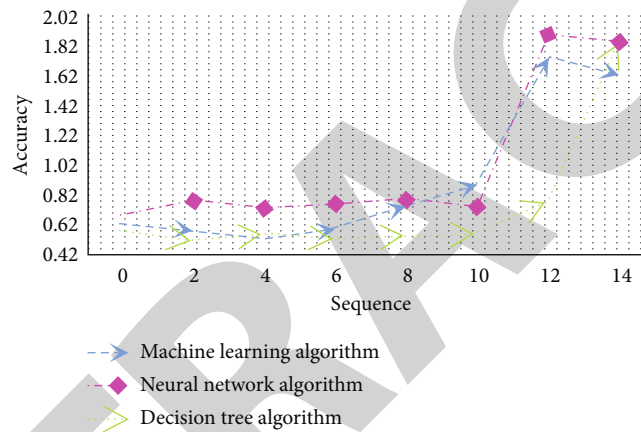 2.02
1.82
1.62
1.42
1.22
1.02
0.82
0.62
0.42
Accuracy
0 2 4 6 8 10 12 14
Sequence
Machine learning algorithm
Neural network algorithm
Decision tree algorithm